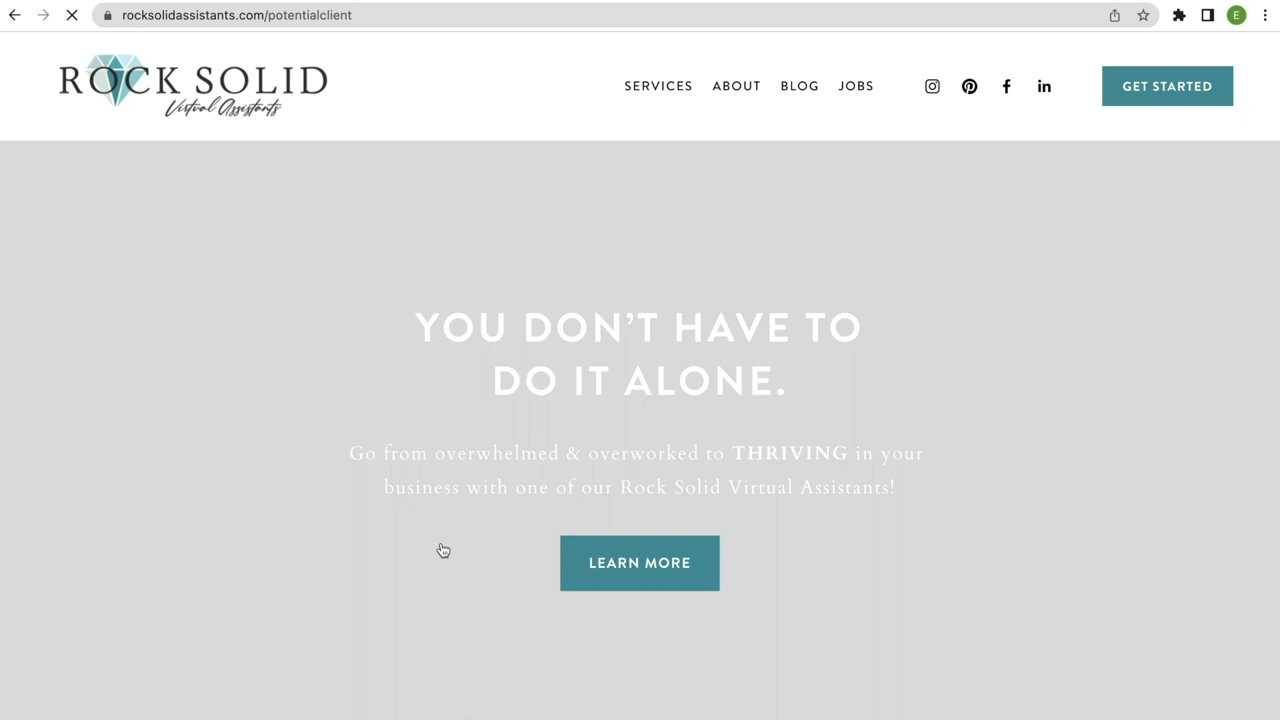 rocksolidassistants.com/potentialclient
E
ROCK SOLID
Virtual Assistants
SERVICES ABOUT BLOG JOBS
GET STARTED
YOU DON’T HAVE TO
DO IT ALONE.
Go from overwhelmed & overworked to THRIVING in your
business with one of our Rock Solid Virtual Assistants!
LEARN MORE